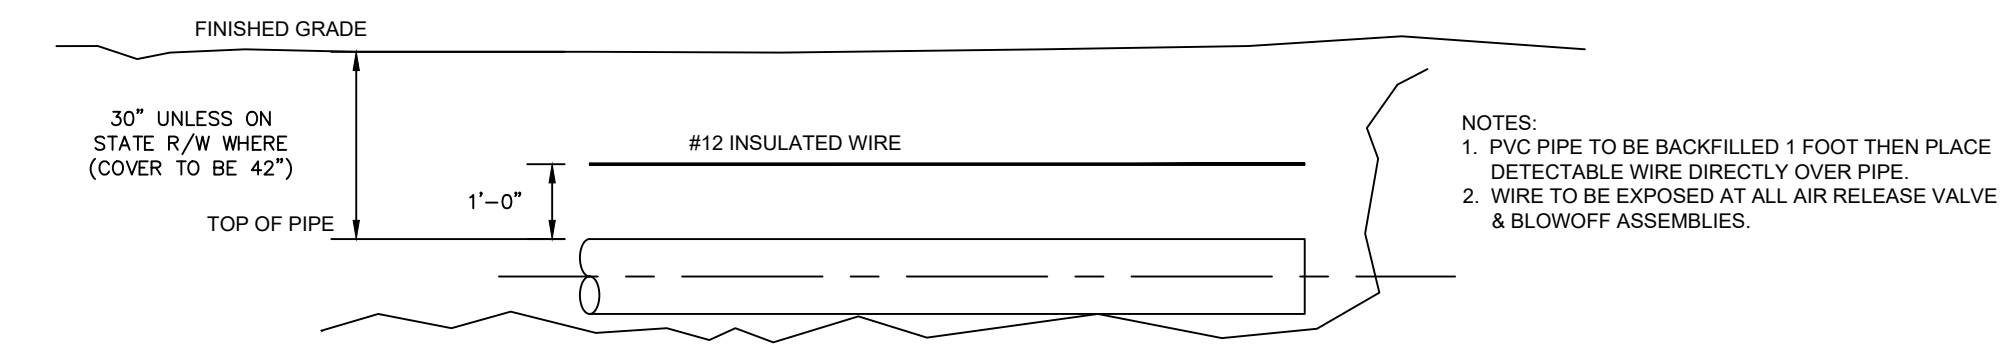 FINISHED GRADE
30" UNLESS ON
STATE R/W WHERE
(COVER TO BE 42")
#12 INSULATED WIRE
1'-0"
TOP OF PIPE
NOTES:
1. PVC PIPE TO BE BACKFILLED 1 FOOT THEN PLACE
DETECTABLE WIRE DIRECTLY OVER PIPE.
2. WIRE TO BE EXPOSED AT ALL AIR RELEASE VALVE
& BLOWOFF ASSEMBLIES.